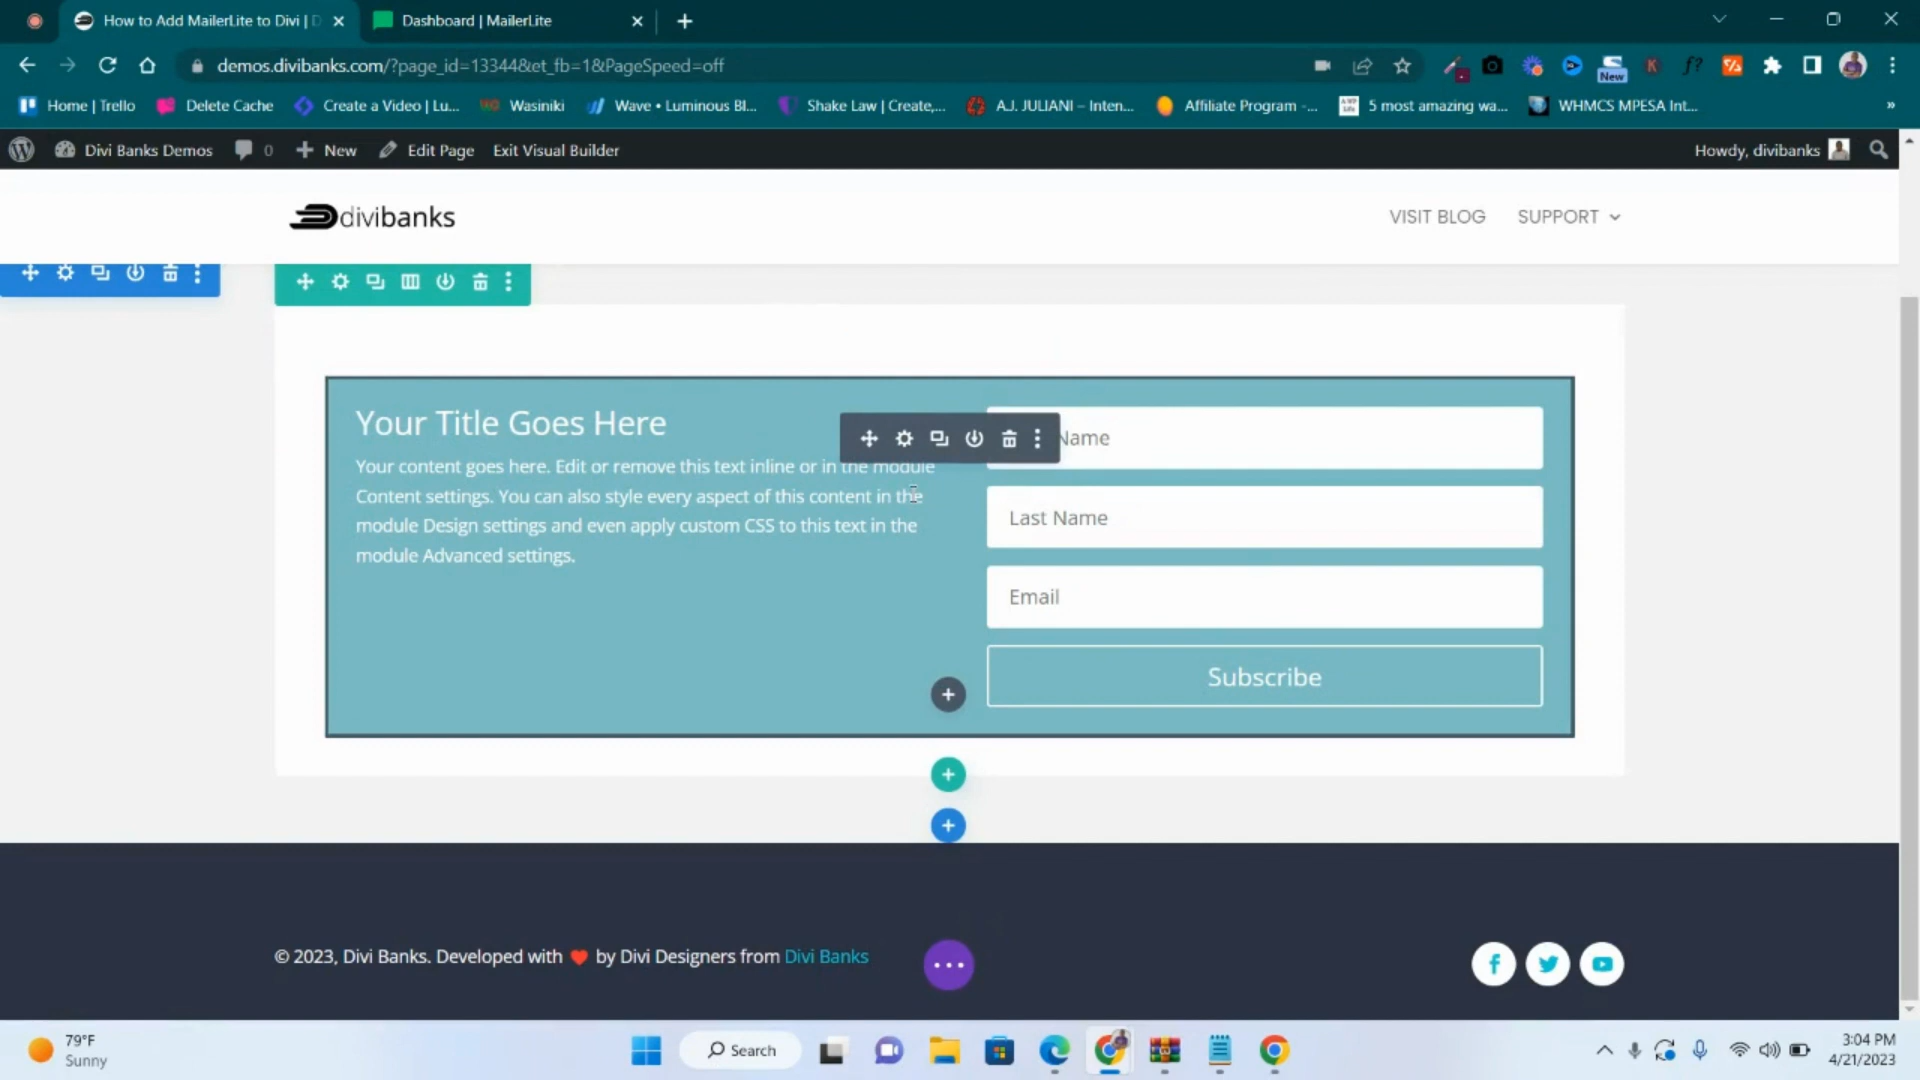 How to Add MailerLite to Divi | D
Dashboard | MailerLite
demos.divibanks.com/?page_id=13344&et_fb=1&PageSpeed=off
New
Home | Trello
Delete Cache
Create a Video | Lu...
Wasiniki
Wave • Luminous Bl...
Shake Law | Create,...
A.J. JULIANI – Inten...
Affiliate Program -...
5 most amazing wa...
WHMCS MPESA Int...
»
Divi Banks Demos
0
New
Edit Page
Exit Visual Builder
Howdy, divibanks
divibanks
VISIT BLOG
SUPPORT
Your Title Goes Here
Your content goes here. Edit or remove this text inline or in the module
Content settings. You can also style every aspect of this content in the
module Design settings and even apply custom CSS to this text in the
module Advanced settings.
Name
Last Name
Email
Subscribe
© 2023, Divi Banks. Developed with ❤ by Divi Designers from Divi Banks
79°F
Sunny
Search
3:04 PM
4/21/2023